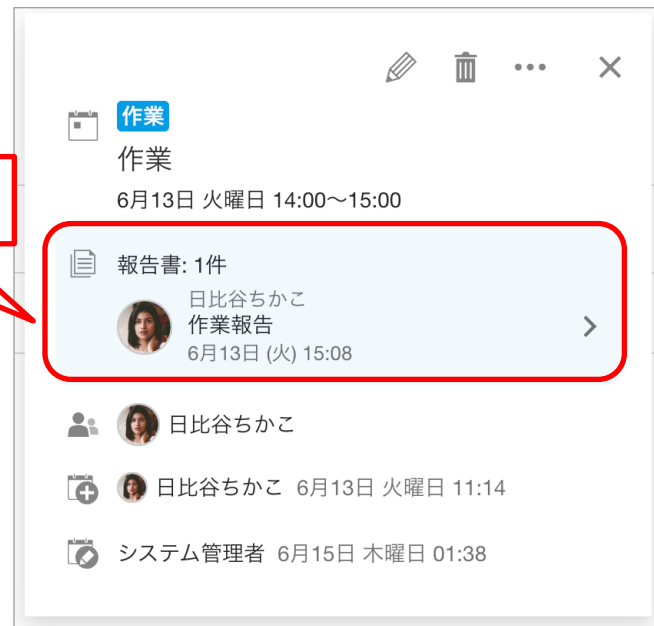 作業
作業
6月13日 火曜日 14:00～15:00
報告書: 1件
日比谷ちかこ
作業報告
6月13日 (火) 15:08
日比谷ちかこ
日比谷ちかこ 6月13日 火曜日 11:14
システム管理者 6月15日 木曜日 01:38